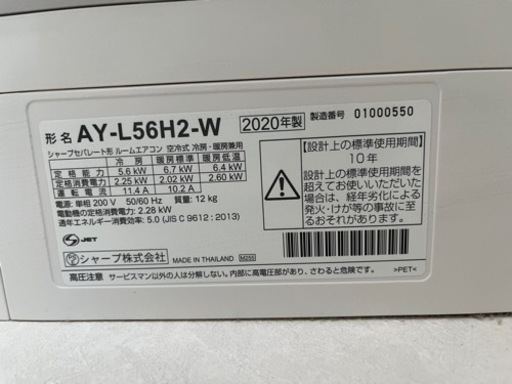 形名 AY-L56H2-W 2020年製 製造番号 01000550
シャープセパレート形 ルームエアコン 空冷式 冷房・暖房兼用
冷房 暖房標準 暖房低温
定格能力 5.6 kW 6.7 kW 6.4 kW
定格消費電力 2.25 kW 2.02 kW 2.60 kW
運転電流 11.4 A 10.2 A
電源: 単相 200 V 50/60 Hz 質量: 12 kg
電動機の定格消費電力: 2.28 kW
通年エネルギー消費効率: 5.0 (JIS C 9612 : 2013)
【設計上の標準使用期間】
10年
設計上の標準使用期間を
超えてお使いいただいた
場合は、経年劣化による
発火・けが等の事故に至
るおそれがあります。
S JET
シャープ株式会社 MADE IN THAILAND M255
高圧注意 サービスマン以外の人は分解しない。内部に高電圧部があり、さわると危険です。 >PET<